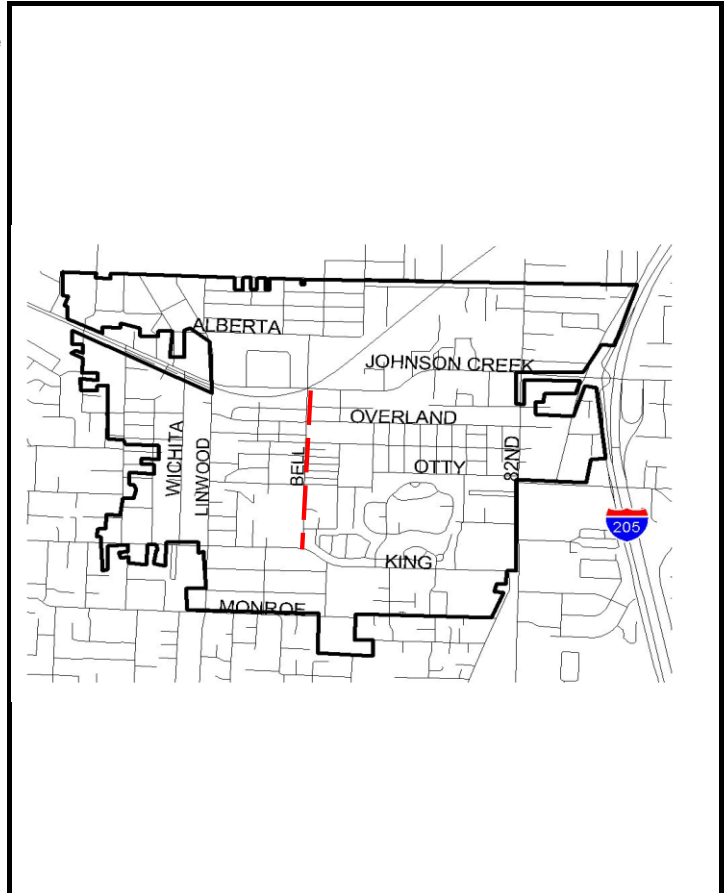 ALBERTA
JOHNSON CREEK
OVERLAND
WICHITA
LINWOOD
BELL
OTTY
82ND
205
KING
MONROE